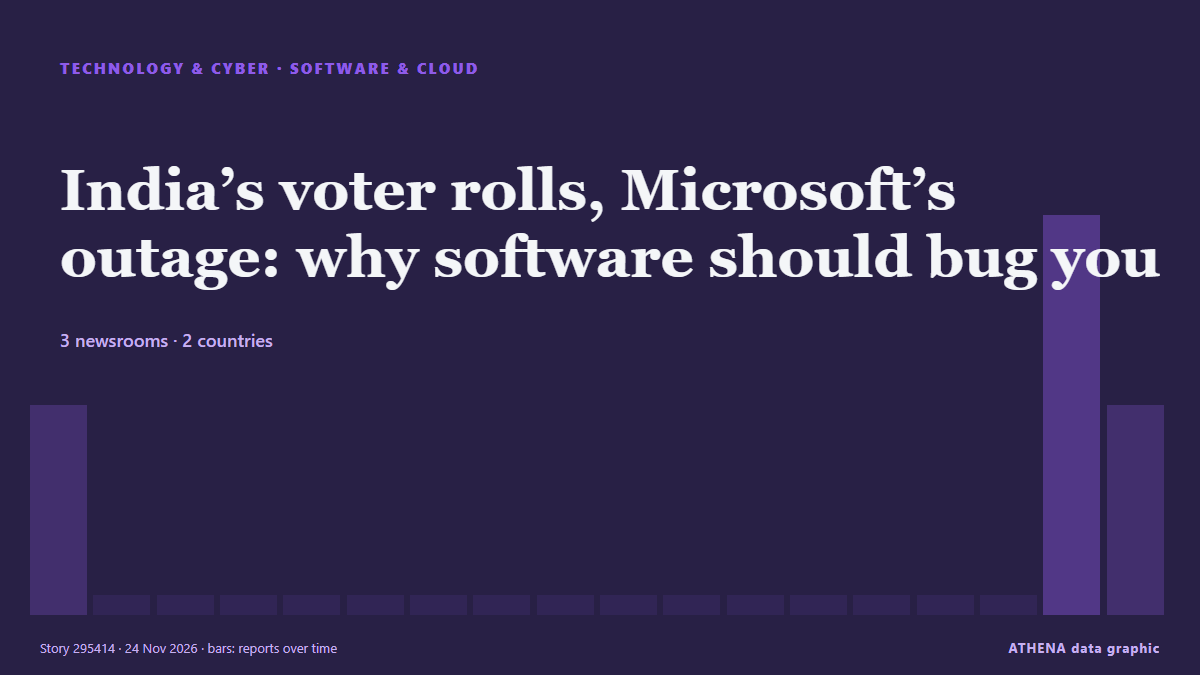 TECHNOLOGY & CYBER · SOFTWARE & CLOUD
India’s voter rolls, Microsoft’s
outage: why software should bug you
3 newsrooms · 2 countries
Story 295414 · 24 Nov 2026 · bars: reports over time
ATHENA data graphic